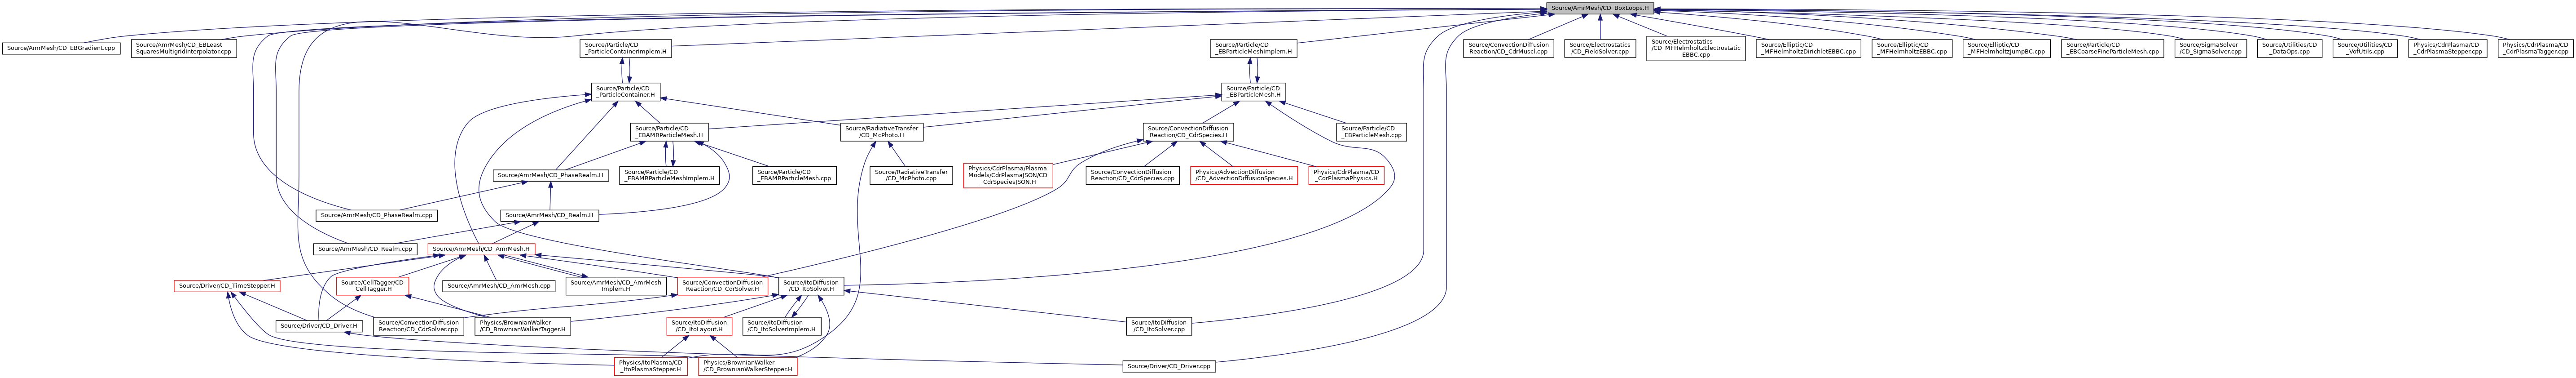 Source/AmrMesh/CD_BoxLoops.H
Source/AmrMesh/CD_EBGradient.cpp
Source/AmrMesh/CD_EBLeast
SquaresMultigridInterpolator.cpp
Source/Particle/CD
_ParticleContainerImplem.H
Source/Particle/CD
_EBParticleMeshImplem.H
Source/ConvectionDiffusion
Reaction/CD_CdrMuscl.cpp
Source/Electrostatics
/CD_FieldSolver.cpp
Source/Electrostatics
/CD_MFHelmholtzElectrostatic
EBBC.cpp
Source/Elliptic/CD
_MFHelmholtzDirichletEBBC.cpp
Source/Elliptic/CD
_MFHelmholtzEBBC.cpp
Source/Elliptic/CD
_MFHelmholtzJumpBC.cpp
Source/Particle/CD
_EBCoarseFineParticleMesh.cpp
Source/SigmaSolver
/CD_SigmaSolver.cpp
Source/Utilities/CD
_DataOps.cpp
Source/Utilities/CD
_VofUtils.cpp
Physics/CdrPlasma/CD
_CdrPlasmaStepper.cpp
Physics/CdrPlasma/CD
_CdrPlasmaTagger.cpp
Source/Particle/CD
_ParticleContainer.H
Source/Particle/CD
_EBParticleMesh.H
Source/Particle/CD
_EBAMRParticleMesh.H
Source/RadiativeTransfer
/CD_McPhoto.H
Source/ConvectionDiffusion
Reaction/CD_CdrSpecies.H
Source/Particle/CD
_EBParticleMesh.cpp
Source/AmrMesh/CD_PhaseRealm.H
Source/Particle/CD
_EBAMRParticleMeshImplem.H
Source/Particle/CD
_EBAMRParticleMesh.cpp
Source/RadiativeTransfer
/CD_McPhoto.cpp
Physics/CdrPlasma/Plasma
Models/CdrPlasmaJSON/CD
_CdrSpeciesJSON.H
Source/ConvectionDiffusion
Reaction/CD_CdrSpecies.cpp
Physics/AdvectionDiffusion
/CD_AdvectionDiffusionSpecies.H
Physics/CdrPlasma/CD
_CdrPlasmaPhysics.H
Source/AmrMesh/CD_PhaseRealm.cpp
Source/AmrMesh/CD_Realm.H
Source/AmrMesh/CD_Realm.cpp
Source/AmrMesh/CD_AmrMesh.H
Source/Driver/CD_TimeStepper.H
Source/CellTagger/CD
_CellTagger.H
Source/AmrMesh/CD_AmrMesh.cpp
Source/AmrMesh/CD_AmrMesh
Implem.H
Source/ConvectionDiffusion
Reaction/CD_CdrSolver.H
Source/ItoDiffusion
/CD_ItoSolver.H
Source/Driver/CD_Driver.H
Source/ConvectionDiffusion
Reaction/CD_CdrSolver.cpp
Physics/BrownianWalker
/CD_BrownianWalkerTagger.H
Source/ItoDiffusion
/CD_ItoLayout.H
Source/ItoDiffusion
/CD_ItoSolverImplem.H
Source/ItoDiffusion
/CD_ItoSolver.cpp
Physics/ItoPlasma/CD
_ItoPlasmaStepper.H
Physics/BrownianWalker
/CD_BrownianWalkerStepper.H
Source/Driver/CD_Driver.cpp